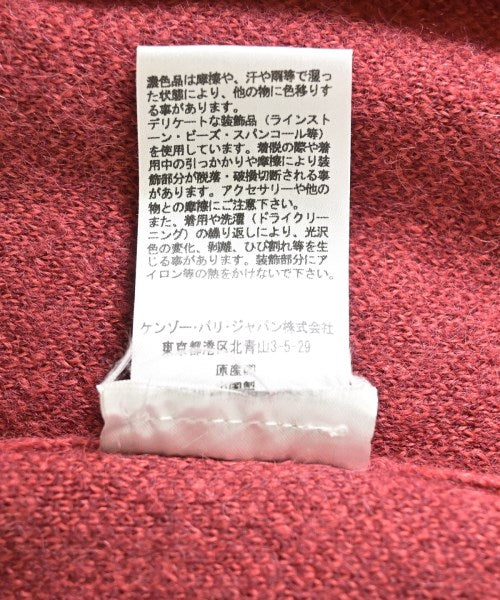 濃色品は摩擦や、汗や雨等で湿っ
た状態により、他の物に色移りす
る事があります。
デリケートな装飾品（ラインスト
ーン・ビーズ・スパンコール等）
を使用しています。着脱の際や着
用中の引っかかりや摩擦により装
飾部分が脱落・破損切断される事
があります。アクセサリーや他の
物との摩擦にご注意下さい。
また、着用や洗濯（ドライクリー
ニング）の繰り返しにより、光沢
色の変化、剥離、ひび割れ等を生
じる事があります。装飾部分にア
イロン等の熱をかけないで下さい。
ケンゾー・パリ・ジャパン株式会社
東京都港区北青山3-5-29
原産国
国製